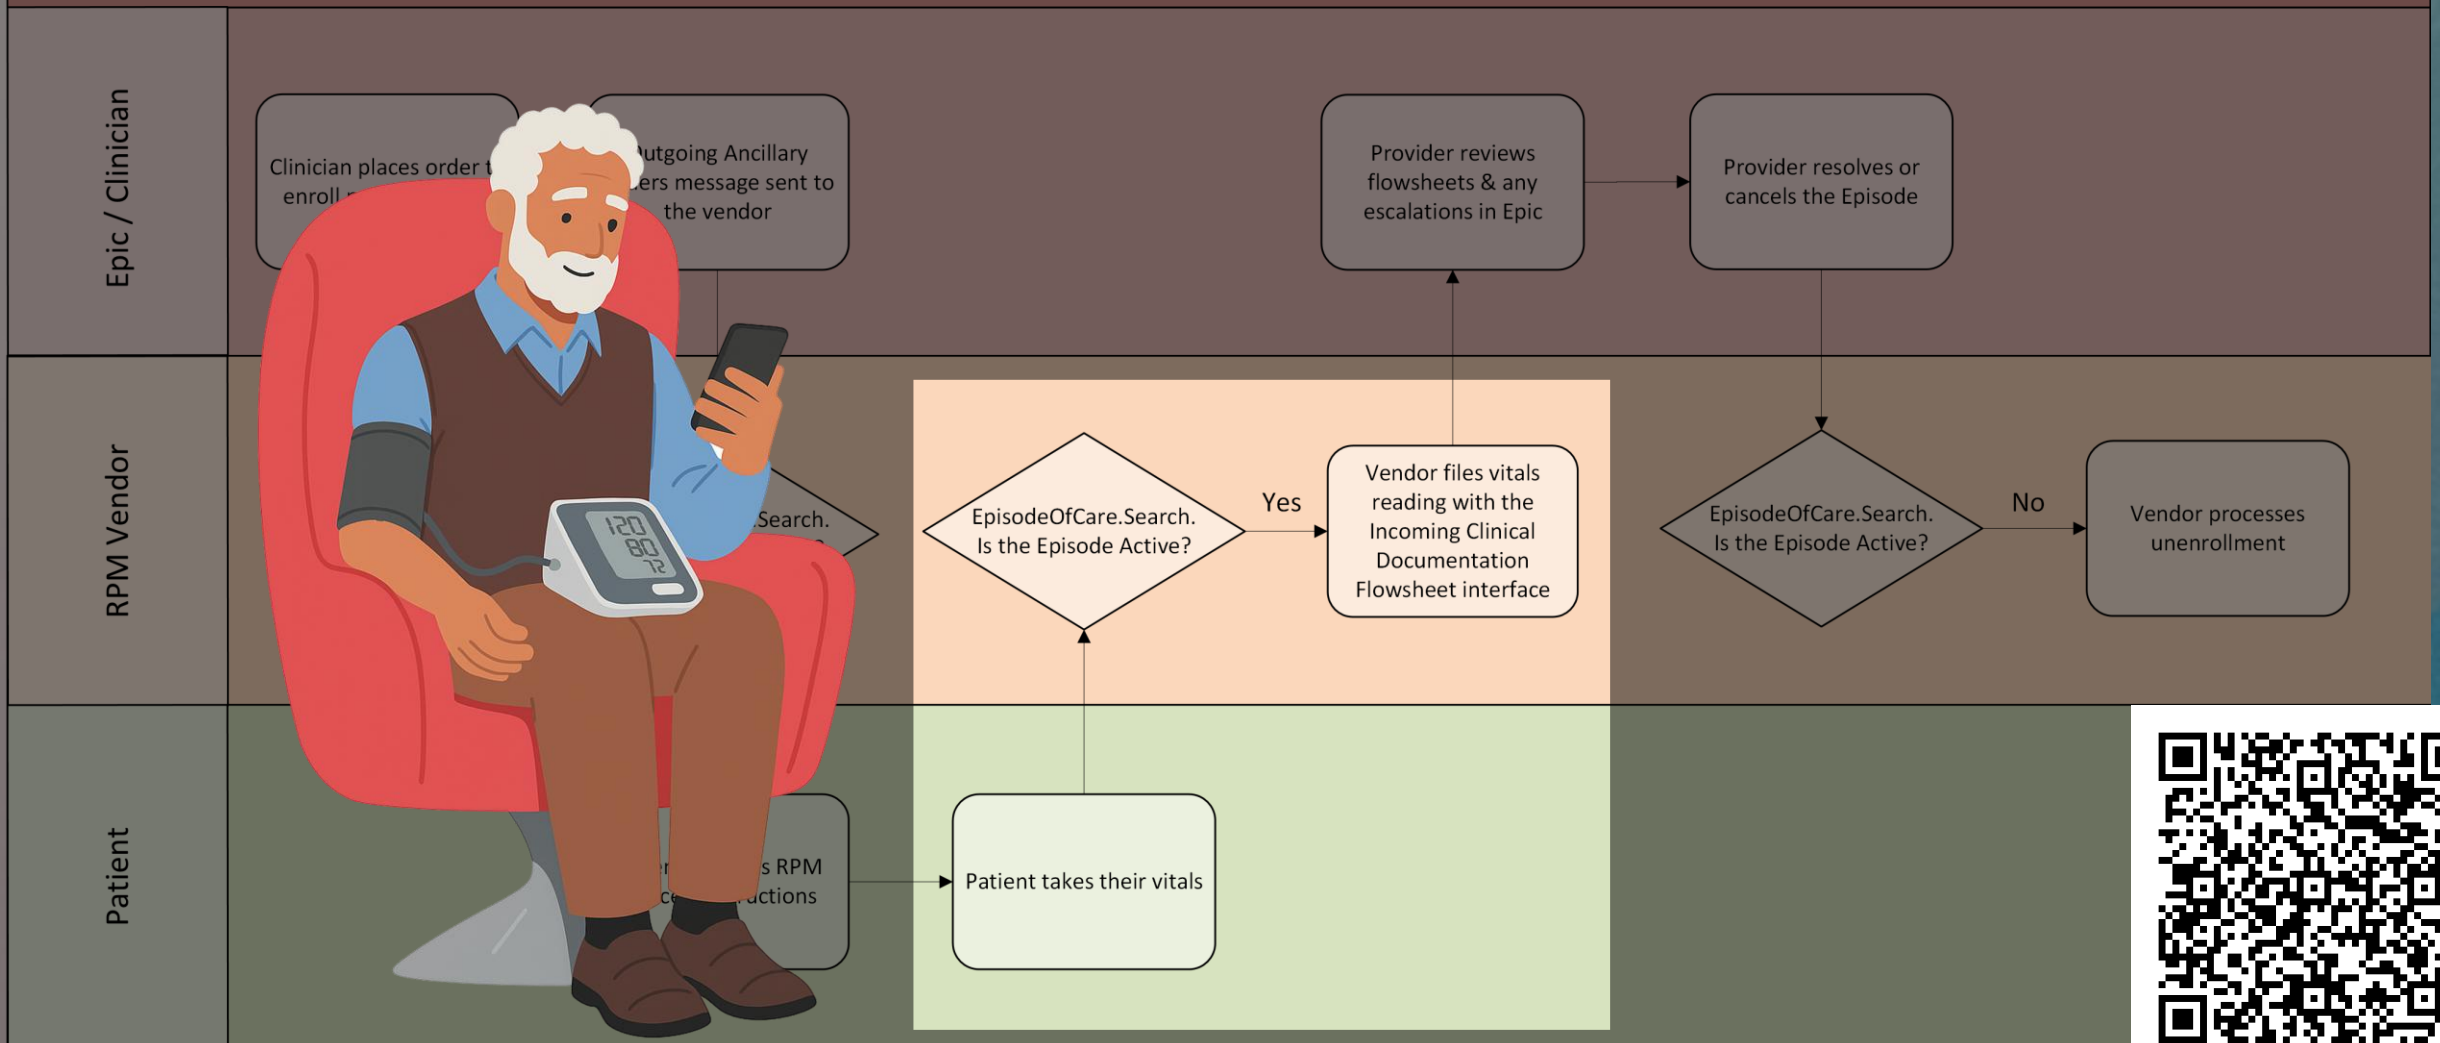 Epic / Clinician
Clinician places order
enroll
Outgoing Ancillary
message sent to
the vendor
Provider reviews
flowsheets & any
escalations in Epic
Provider resolves or
cancels the Episode
RPM Vendor
.Search.
EpisodeOfCare.Search.
Is the Episode Active?
Yes
Vendor files vitals
reading with the
Incoming Clinical
Documentation
Flowsheet interface
EpisodeOfCare.Search.
Is the Episode Active?
No
Vendor processes
unenrollment
120
80
72
Patient
RPM
Patient takes their vitals